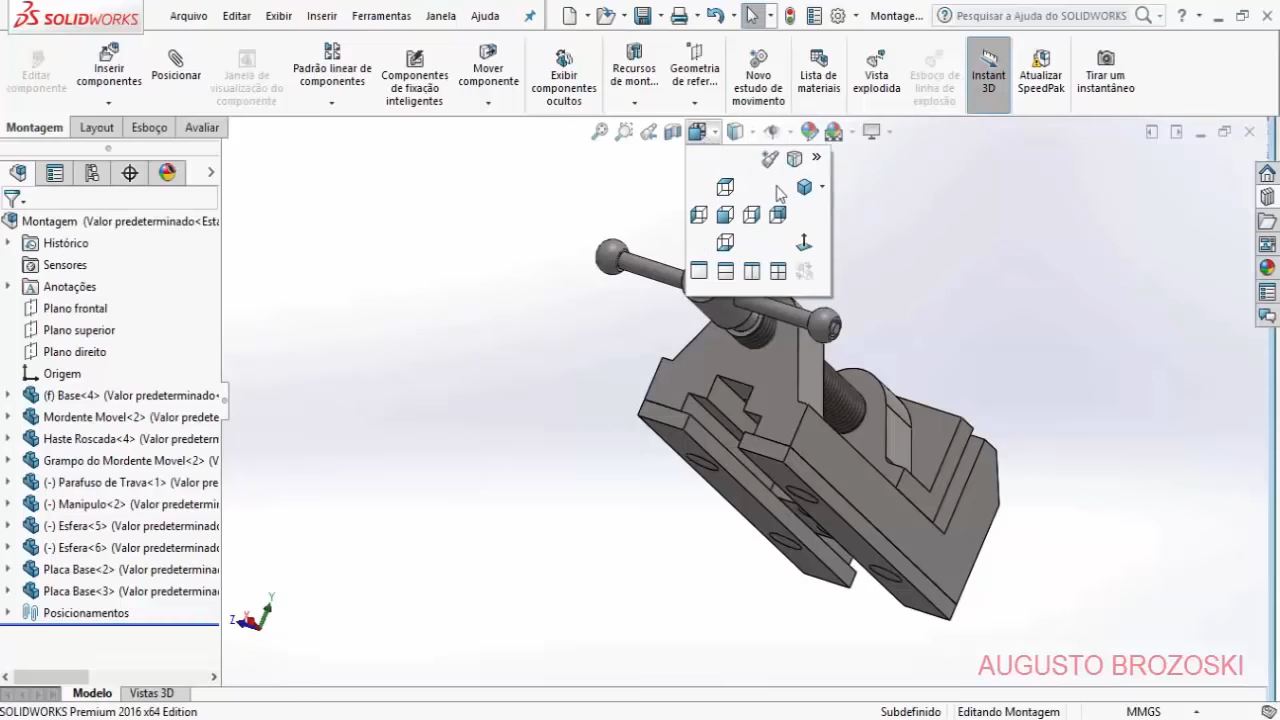 SOLIDWORKS
Arquivo Editar Exibir Inserir Ferramentas Janela Ajuda
Montage...
Pesquisar a Ajuda do SOLIDWORKS
?
Editar componente
Inserir componentes
Posicionar
Janela de visualização do componente
Padrão linear de componentes
Componentes de fixação inteligentes
Mover componente
Exibir componentes ocultos
Recursos de mont...
Geometria de refer...
Novo estudo de movimento
Lista de materiais
Vista explodida
Esboço de linha de explosão
Instant 3D
Atualizar SpeedPak
Tirar um instantâneo
Montagem Layout Esboço Avaliar
Montagem (Valor predeterminado<Esta
Histórico
Sensores
Anotações
Plano frontal
Plano superior
Plano direito
Origem
(f) Base<4> (Valor predeterminado<
Mordente Movel<2> (Valor predete
Haste Roscada<4> (Valor predetern
Grampo do Mordente Movel<2> (V
(-) Parafuso de Trava<1> (Valor pre
(-) Manipulo<2> (Valor predetermin
(-) Esfera<5> (Valor predeterminado
(-) Esfera<6> (Valor predeterminado
Placa Base<2> (Valor predeterminad
Placa Base<3> (Valor predeterminad
Posicionamentos
Y
Z
X
AUGUSTO BROZOSKI
Modelo Vistas 3D
SOLIDWORKS Premium 2016 x64 Edition
Subdefinido
Editando Montagem
MMGS